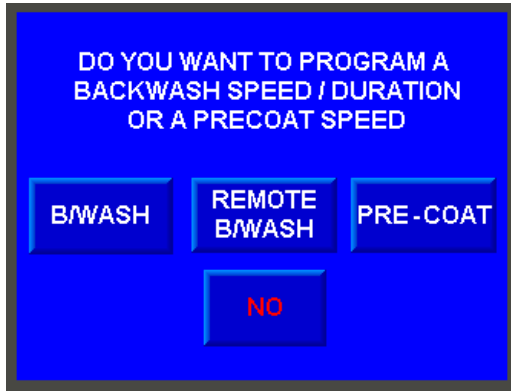 DO YOU WANT TO PROGRAM A
BACKWASH SPEED / DURATION
OR A PRECOAT SPEED
B/WASH
REMOTE
B/WASH
PRE-COAT
NO